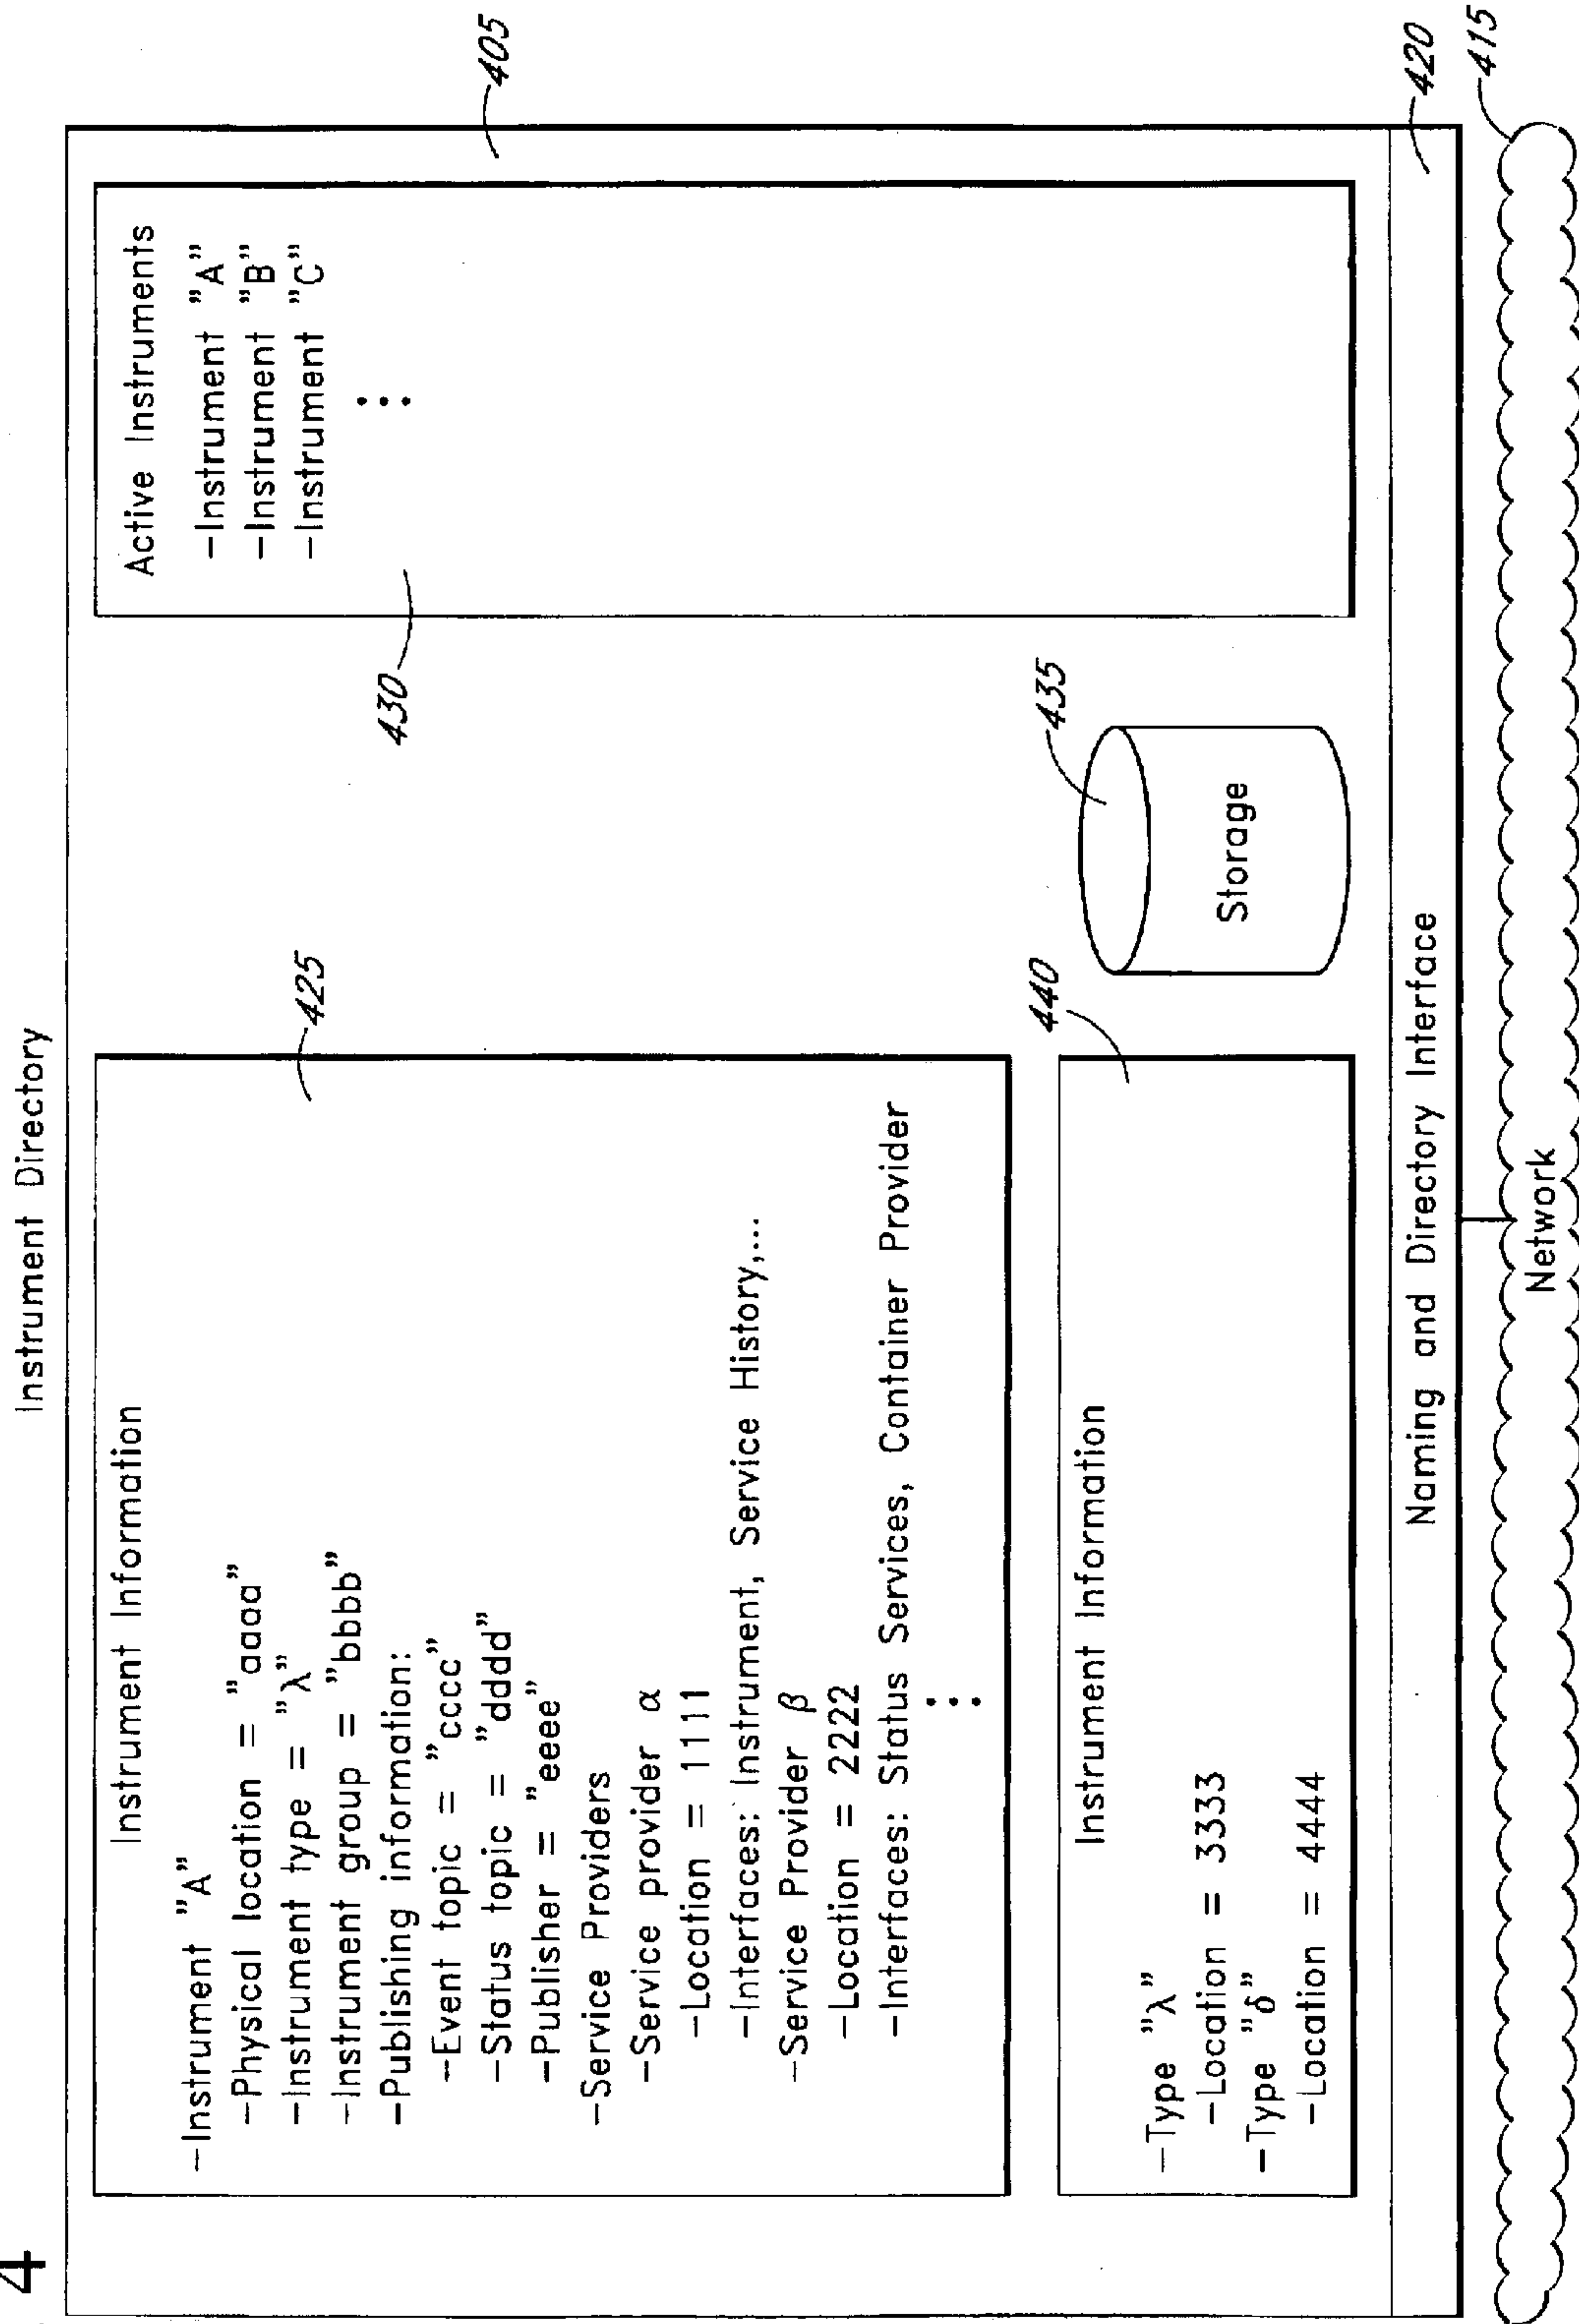 4
Instrument Directory
405
Instrument Information
425
-Instrument "A"
-Physical location = "aaaa"
-Instrument type = "λ"
-Instrument group = "bbbb"
-Publishing information:
-Event topic = "cccc"
-Status topic = "dddd"
-Publisher = "eeee"
-Service Providers
-Service provider α
-Location = 1111
-Interfaces: Instrument, Service History,...
-Service Provider β
-Location = 2222
-Interfaces: Status Services, Container Provider
⋮
430
Active Instruments
-Instrument "A"
-Instrument "B"
-Instrument "C"
⋮
440
Instrument Information
-Type "λ"
-Location = 3333
-Type "δ"
-Location = 4444
435
Storage
Naming and Directory Interface
420
Network
415